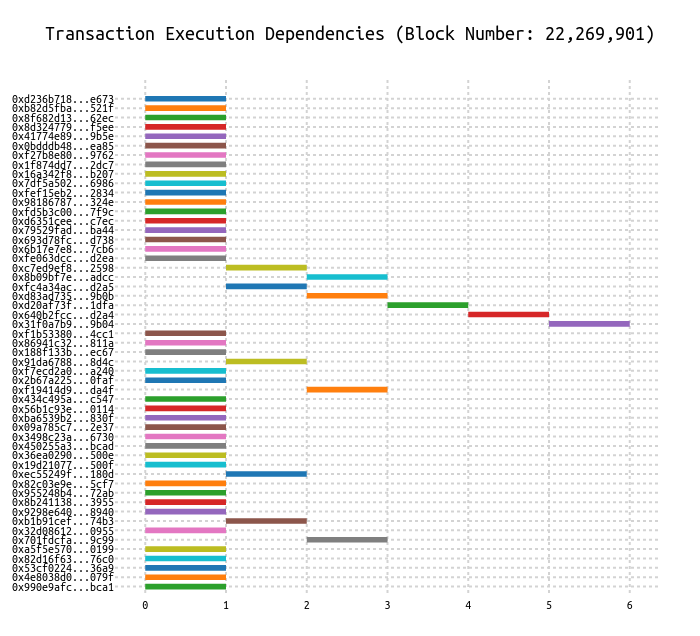 Transaction Execution Dependencies (Block Number: 22,269,901)
0xd236b718...e673
0xb82d5fba...521f
0x8f682d13...62ec
0x8d324779...f5ee
0x41774e89...9b5e
0x0bdddb48...ea85
0xf27b8e80...9762
0x1f874dd7...2dc7
0x16a342f8...b207
0x7df5a502...6986
0xfef15eb2...2834
0x98186787...324e
0xfd5b3c00...7f9c
0xd6351cee...c7ec
0x79529fad...ba44
0x693d78fc...d738
0x6b17e7e8...7cb6
0xfe063dcc...d2ea
0xc7ed9ef8...2598
0x8b09bf7e...adcc
0xfc4a34ac...d2a5
0xd83ad735...9b0b
0xd20af73f...1dfa
0x640b2fcc...d2a4
0x31f0a7b9...9b04
0xf1b53380...4cc1
0x86941c32...811a
0x188f133b...ec67
0x91da6788...8d4c
0xf7ecd2a0...a240
0x2b67a225...0faf
0xf19414d9...da4f
0x434c495a...c547
0x56b1c93e...0114
0xba6539b2...830f
0x09a785c7...2e37
0x3498c23a...6730
0x450255a3...bcad
0x36ea0290...500e
0x19d21077...500f
0xec55249f...180d
0x82c03e9e...5cf7
0x955248b4...72ab
0x8b241138...3955
0x9298e640...8940
0xb1b91cef...74b3
0x32d08612...0955
0x701fdcfa...9c99
0xa5f5e570...0199
0x82d16f63...76c0
0x53cf0224...36a9
0x4e8038d0...079f
0x990e9afc...bca1
0 1 2 3 4 5 6